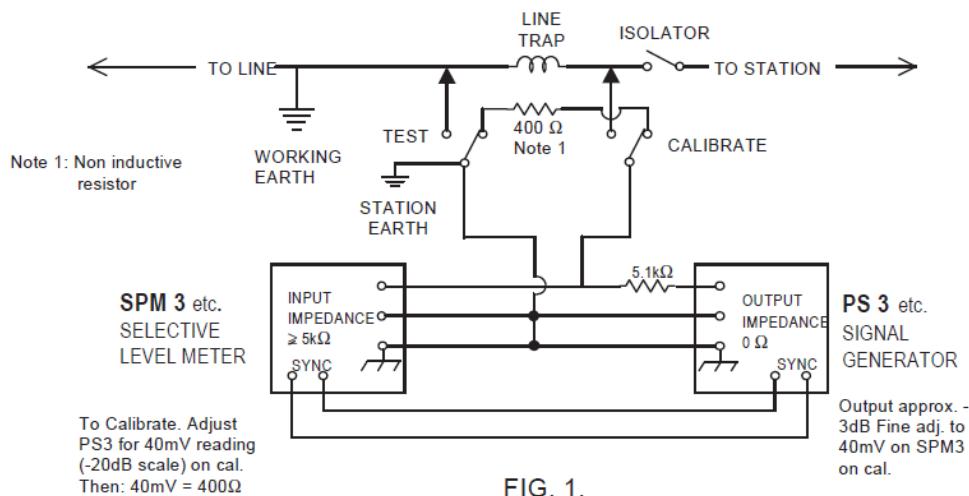 LINE
TRAP
ISOLATOR
TO LINE
TO STATION
TEST
400 Ω
Note 1
CALIBRATE
Note 1: Non inductive
resistor
WORKING
EARTH
STATION
EARTH
5.1kΩ
SPM 3 etc.
SELECTIVE
LEVEL METER
INPUT
IMPEDANCE
≥ 5kΩ
SYNC
OUTPUT
IMPEDANCE
0 Ω
SYNC
PS 3 etc.
SIGNAL
GENERATOR
To Calibrate. Adjust
PS3 for 40mV reading
(-20dB scale) on cal.
Then: 40mV = 400Ω
Output approx. -
3dB Fine adj. to
40mV on SPM3
on cal.
FIG. 1.